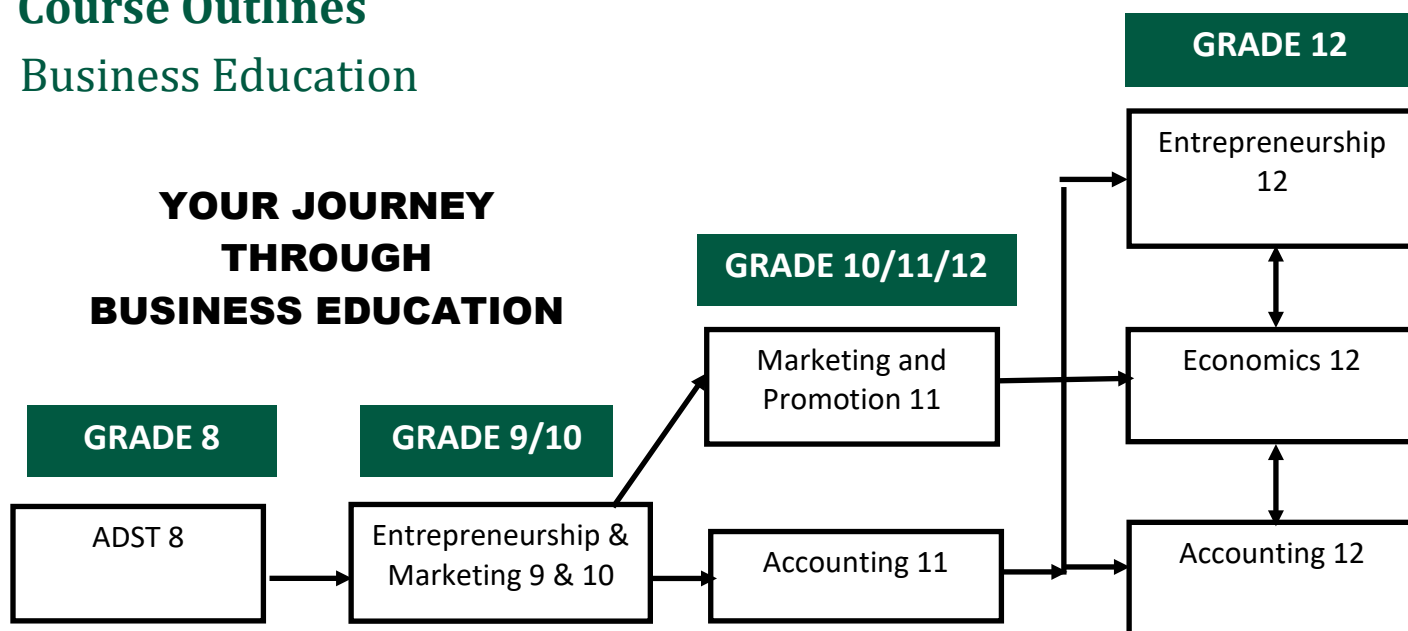 Course Outlines
Business Education
YOUR JOURNEY
THROUGH
BUSINESS EDUCATION
GRADE 8
ADST 8
GRADE 9/10
Entrepreneurship &
Marketing 9 & 10
GRADE 10/11/12
Marketing and
Promotion 11
Accounting 11
GRADE 12
Entrepreneurship
12
Economics 12
Accounting 12